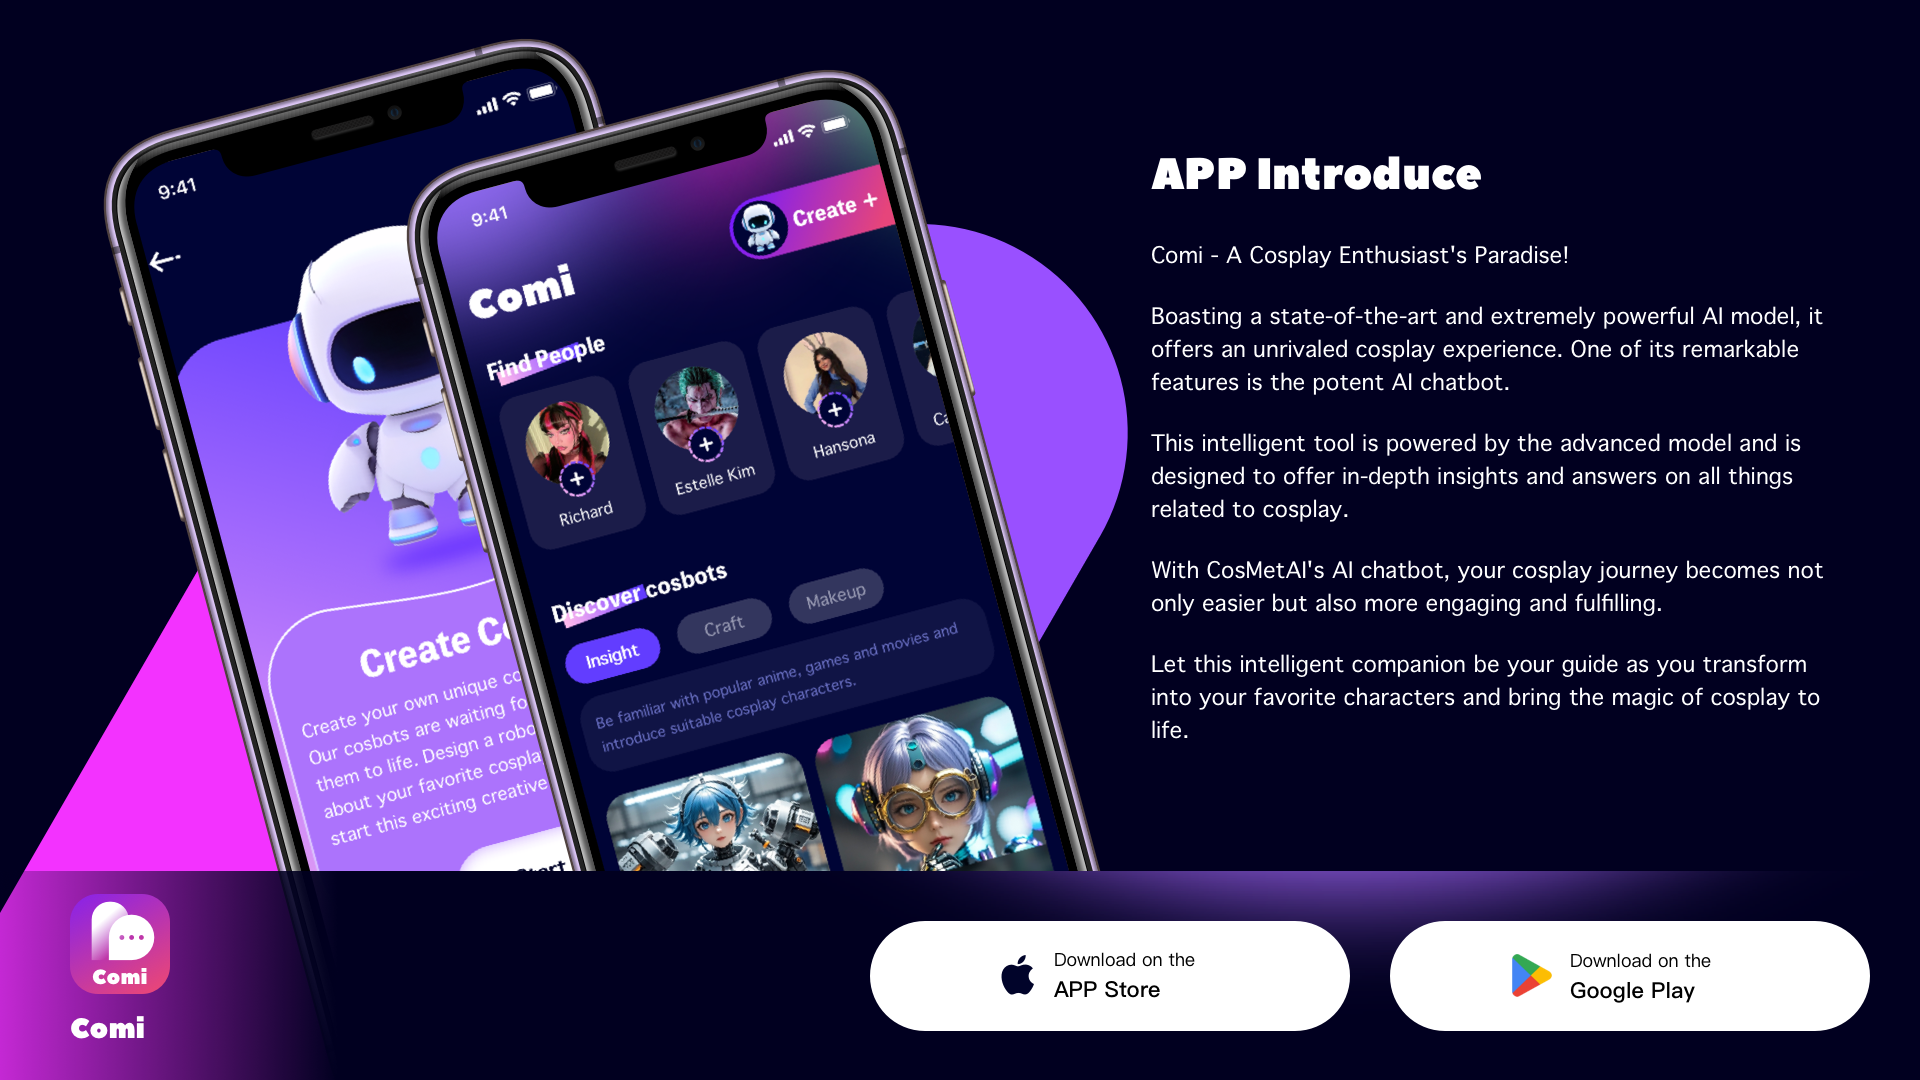 9:41
Create Co
Create your own unique co
Our cosbots are waiting fo
them to life. Design a robo
about your favorite cospla
start this exciting creative
9:41
Create +
Comi
Find People
Richard
Estelle Kim
Hansona
Ca
Discover cosbots
Insight
Craft
Makeup
Be familiar with popular anime, games and movies and
introduce suitable cosplay characters.
APP Introduce
Comi - A Cosplay Enthusiast's Paradise!
Boasting a state-of-the-art and extremely powerful AI model, it
offers an unrivaled cosplay experience. One of its remarkable
features is the potent AI chatbot.
This intelligent tool is powered by the advanced model and is
designed to offer in-depth insights and answers on all things
related to cosplay.
With CosMetAI's AI chatbot, your cosplay journey becomes not
only easier but also more engaging and fulfilling.
Let this intelligent companion be your guide as you transform
into your favorite characters and bring the magic of cosplay to
life.
Comi
Comi
Download on the
APP Store
Download on the
Google Play